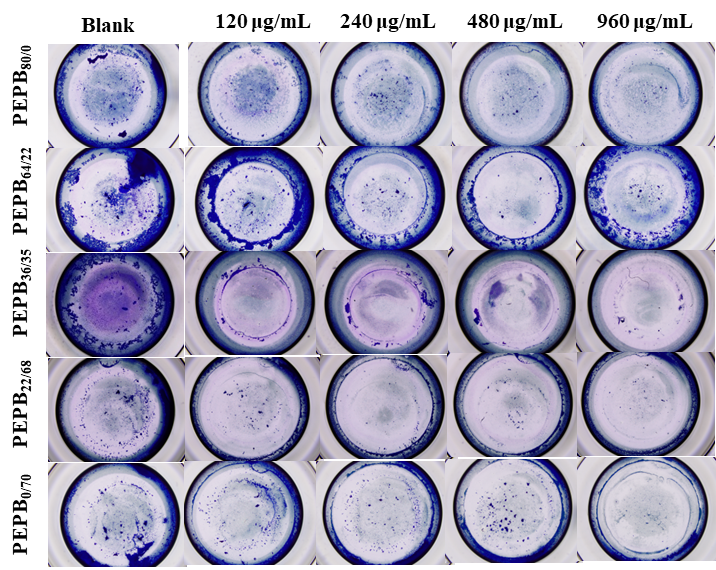 Blank 120 μg/mL 240 μg/mL 480 μg/mL 960 μg/mL
PEPB80/0
PEPB64/22
PEPB36/35
PEPB22/68
PEPB0/70